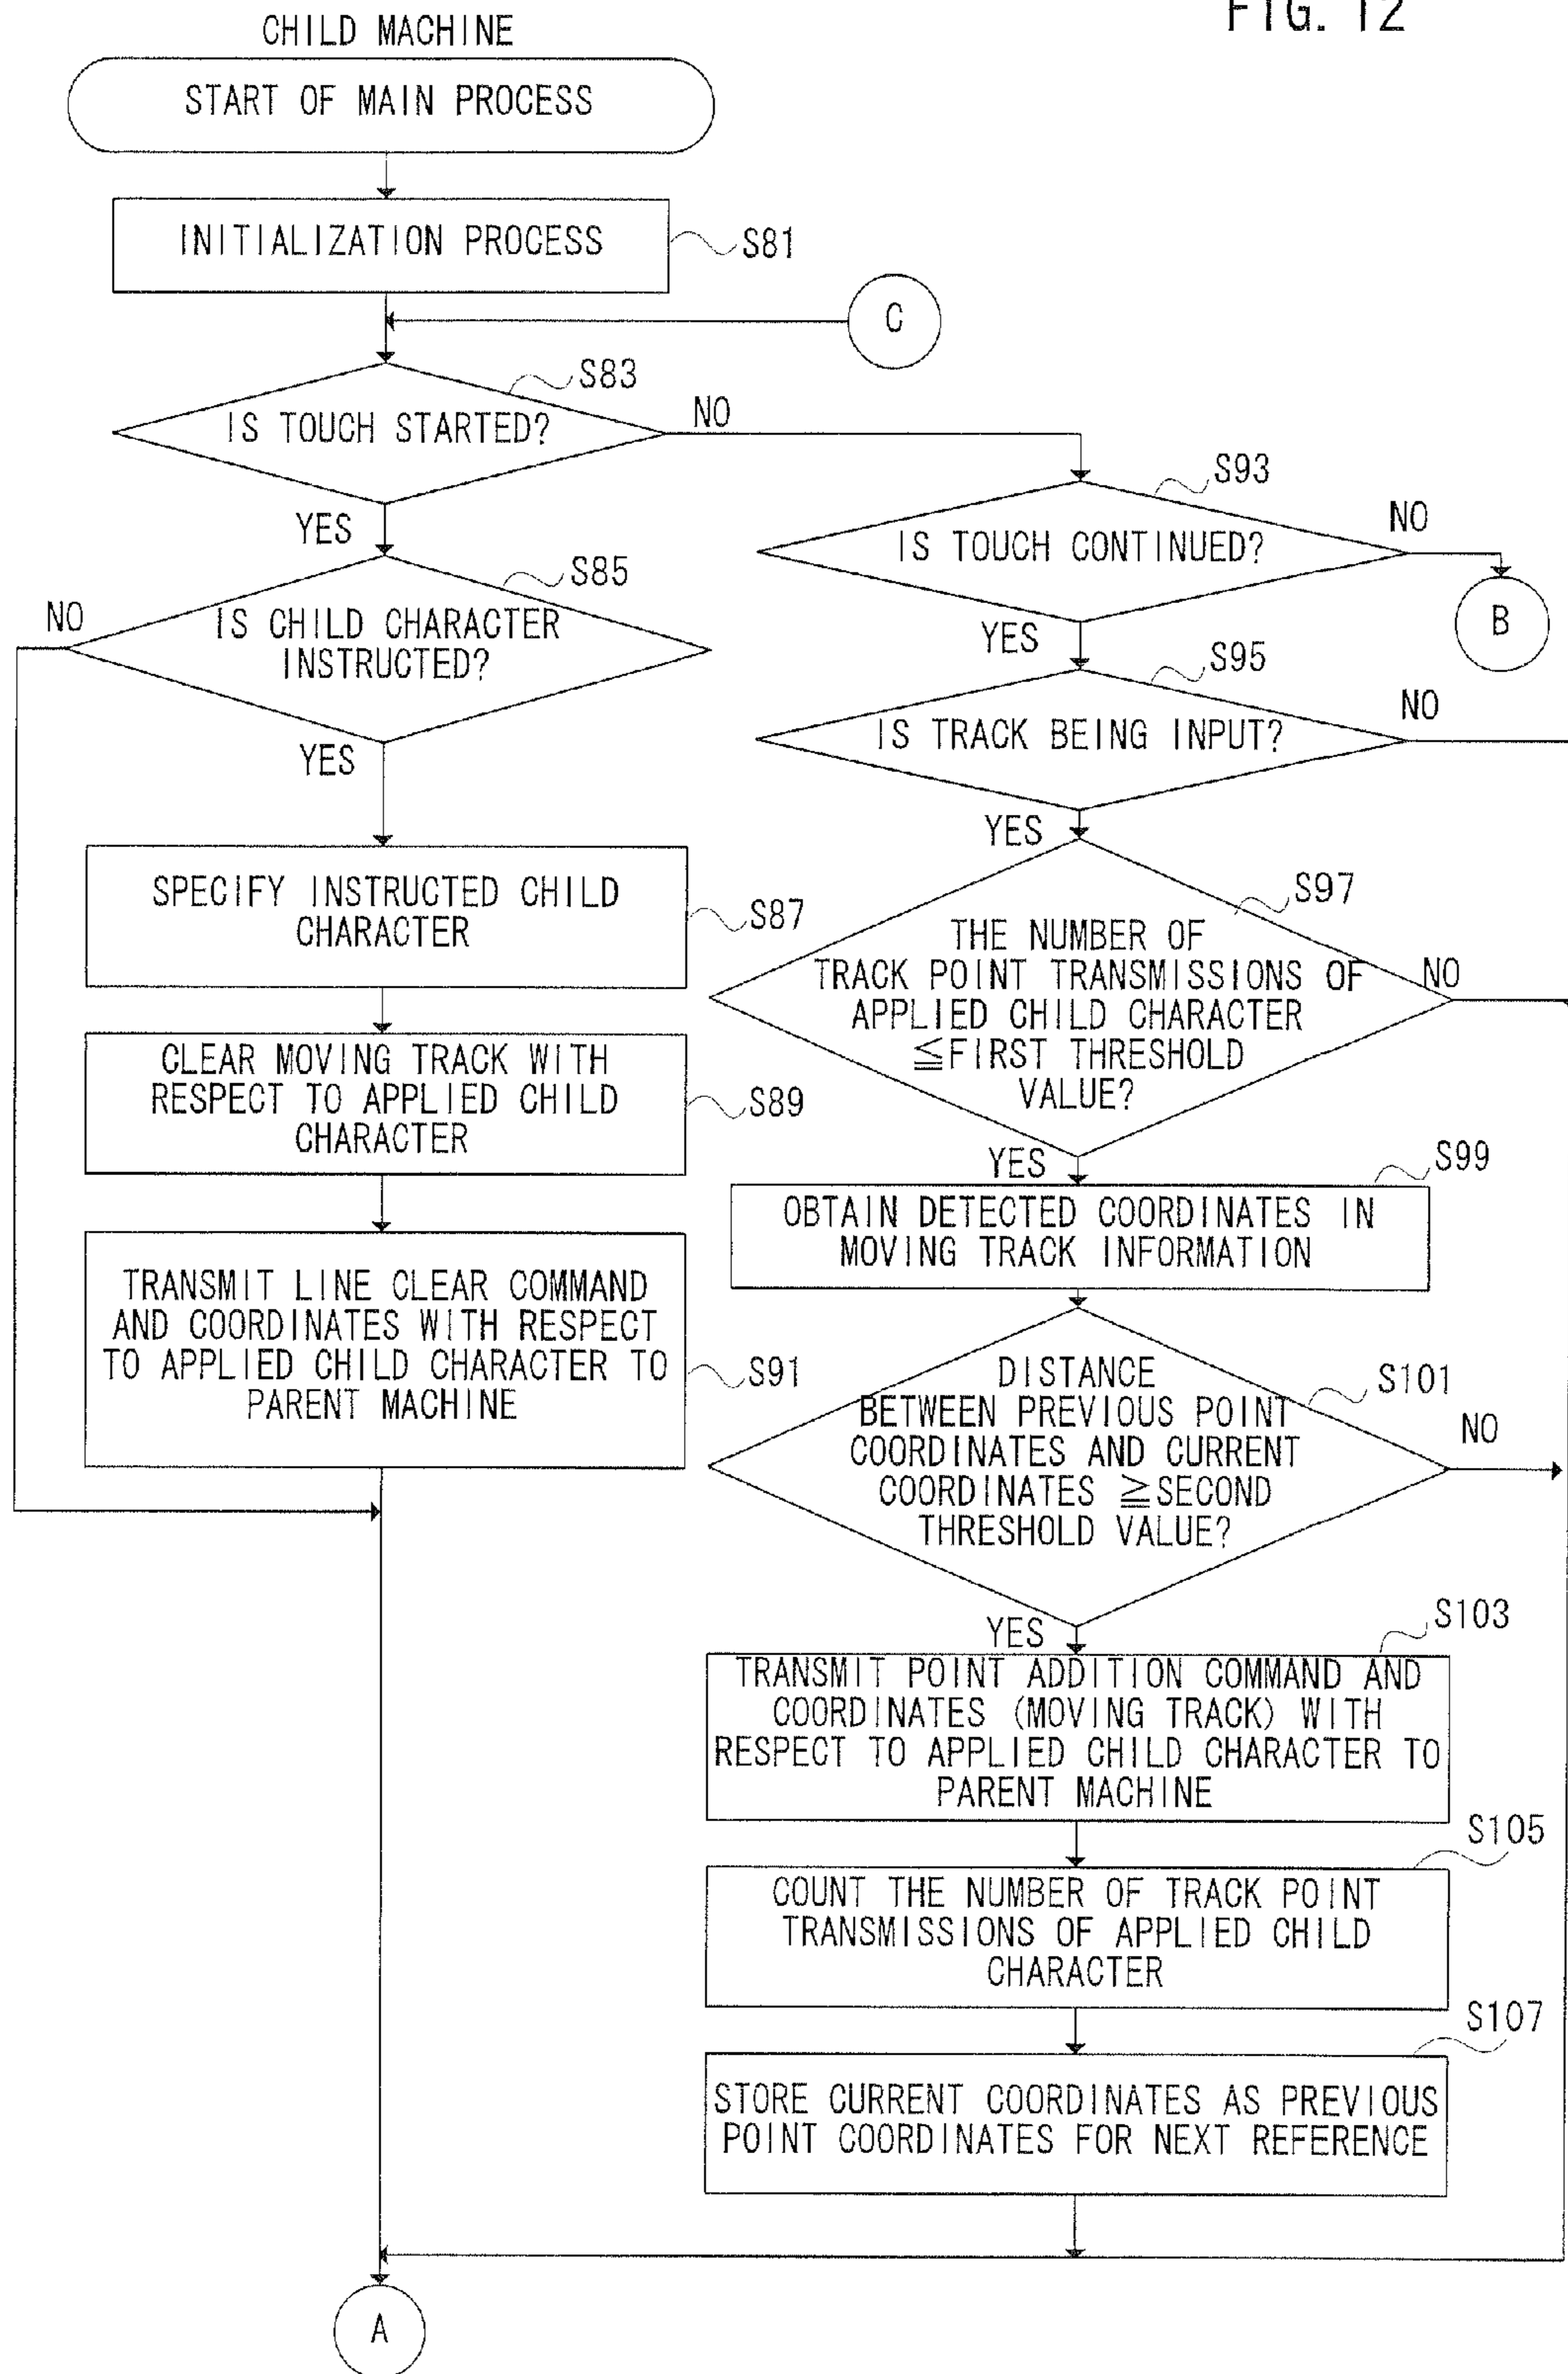 FIG. 12
CHILD MACHINE
START OF MAIN PROCESS
INITIALIZATION PROCESS
S81
C
S83
IS TOUCH STARTED?
NO
YES
S85
NO
IS CHILD CHARACTER
INSTRUCTED?
YES
SPECIFY INSTRUCTED CHILD
CHARACTER
S87
CLEAR MOVING TRACK WITH
RESPECT TO APPLIED CHILD
CHARACTER
S89
TRANSMIT LINE CLEAR COMMAND
AND COORDINATES WITH RESPECT
TO APPLIED CHILD CHARACTER TO
PARENT MACHINE
S91
S93
IS TOUCH CONTINUED?
NO
B
YES
S95
IS TRACK BEING INPUT?
NO
YES
S97
THE NUMBER OF
TRACK POINT TRANSMISSIONS OF
APPLIED CHILD CHARACTER
≦FIRST THRESHOLD
VALUE?
NO
YES
S99
OBTAIN DETECTED COORDINATES IN
MOVING TRACK INFORMATION
S101
DISTANCE
BETWEEN PREVIOUS POINT
COORDINATES AND CURRENT
COORDINATES ≧SECOND
THRESHOLD VALUE?
NO
YES
S103
TRANSMIT POINT ADDITION COMMAND AND
COORDINATES (MOVING TRACK) WITH
RESPECT TO APPLIED CHILD CHARACTER TO
PARENT MACHINE
S105
COUNT THE NUMBER OF TRACK POINT
TRANSMISSIONS OF APPLIED CHILD
CHARACTER
S107
STORE CURRENT COORDINATES AS PREVIOUS
POINT COORDINATES FOR NEXT REFERENCE
A